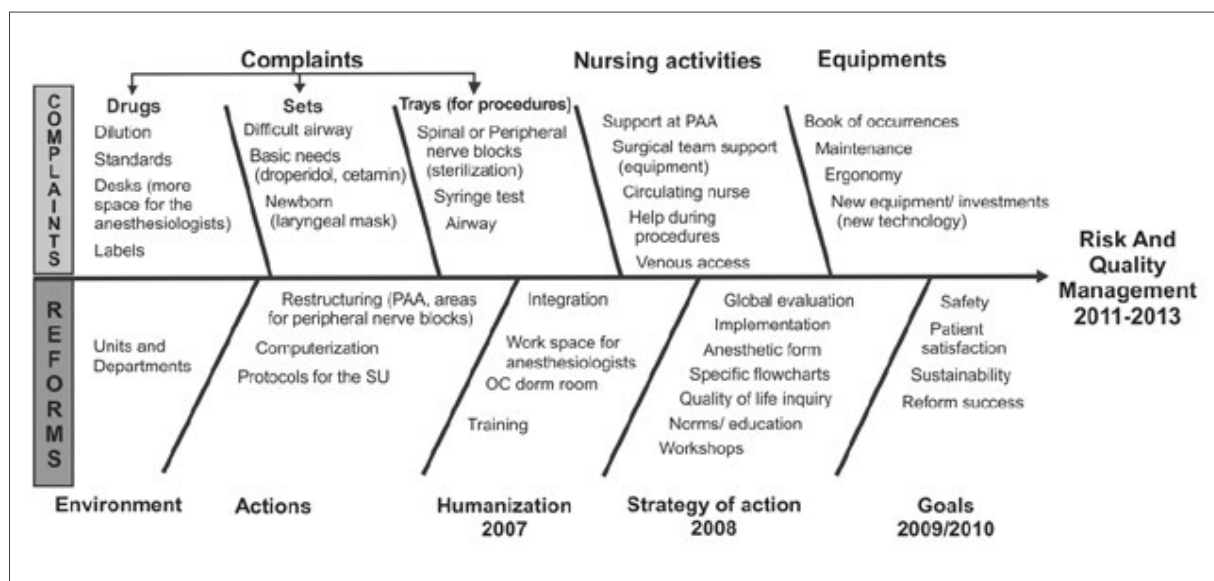 Complaints
Nursing activities
Equipments
COMPLAINTS
Drugs
Dilution
Standards
Desks (more
space for the
anesthesiologists)
Labels
Sets
Difficult airway
Basic needs
(droperidol, cetamin)
Newborn
(laryngeal mask)
Trays (for procedures)
Spinal or Peripheral
nerve blocks
(sterilization)
Syringe test
Airway
Support at PAA
Surgical team support
(equipment)
Circulating nurse
Help during
procedures
Venous access
Book of occurrences
Maintenance
Ergonomy
New equipment/ investments
(new technology)
Risk And
Quality
Management
2011-2013
REFORMS
Units and
Departments
Restructuring (PAA, areas
for peripheral nerve blocks)
Computerization
Protocols for the SU
Integration
Work space for
anesthesiologists
OC dorm room
Training
Global evaluation
Implementation
Anesthetic form
Specific flowcharts
Quality of life inquiry
Norms/ education
Workshops
Safety
Patient
satisfaction
Sustainability
Reform success
Environment
Actions
Humanization
2007
Strategy of action
2008
Goals
2009/2010